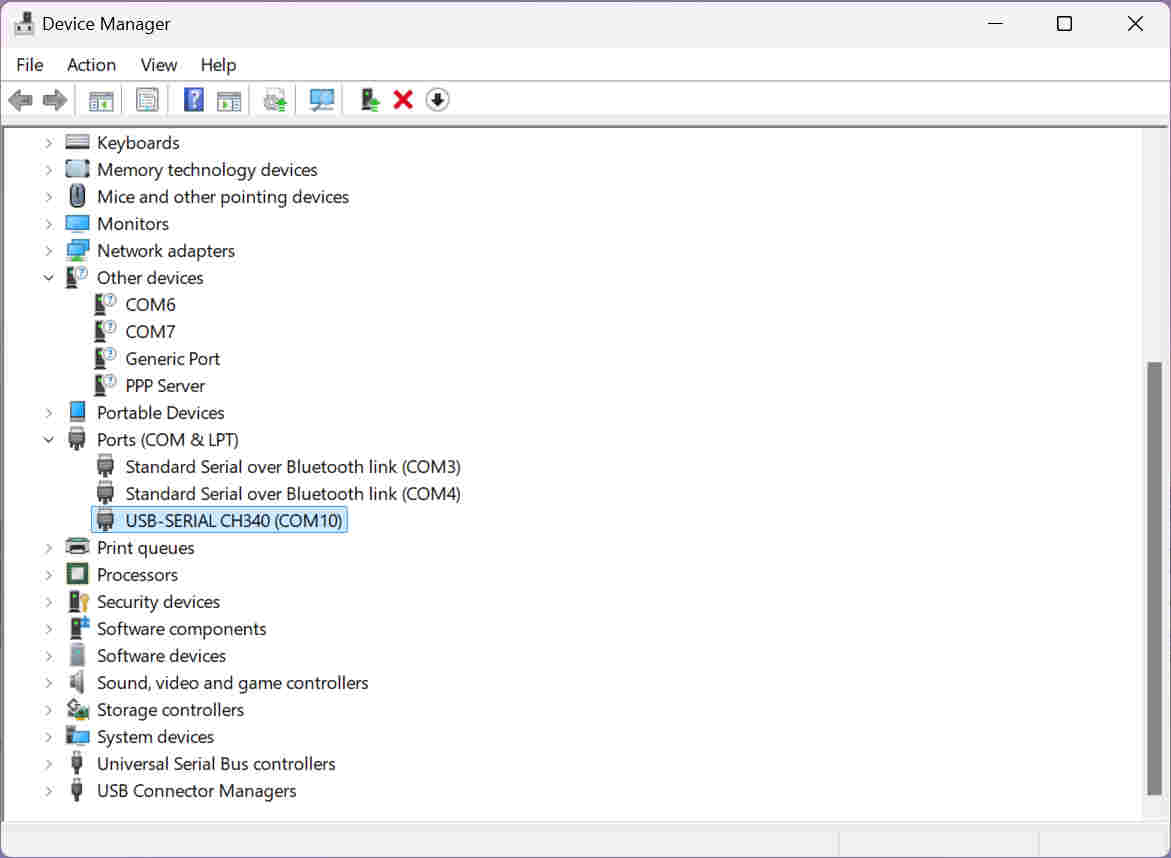 Device Manager
File Action View Help
Keyboards
Memory technology devices
Mice and other pointing devices
Monitors
Network adapters
Other devices
COM6
COM7
Generic Port
PPP Server
Portable Devices
Ports (COM & LPT)
Standard Serial over Bluetooth link (COM3)
Standard Serial over Bluetooth link (COM4)
USB-SERIAL CH340 (COM10)
Print queues
Processors
Security devices
Software components
Software devices
Sound, video and game controllers
Storage controllers
System devices
Universal Serial Bus controllers
USB Connector Managers